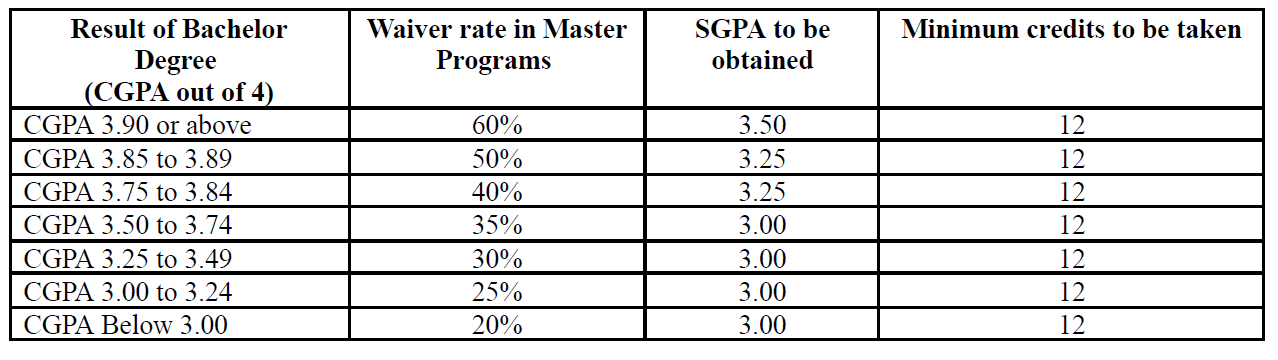 Result of Bachelor Degree (CGPA out of 4) Waiver rate in Master Programs SGPA to be obtained Minimum credits to be taken
CGPA 3.90 or above 60% 3.50 12
CGPA 3.85 to 3.89 50% 3.25 12
CGPA 3.75 to 3.84 40% 3.25 12
CGPA 3.50 to 3.74 35% 3.00 12
CGPA 3.25 to 3.49 30% 3.00 12
CGPA 3.00 to 3.24 25% 3.00 12
CGPA Below 3.00 20% 3.00 12